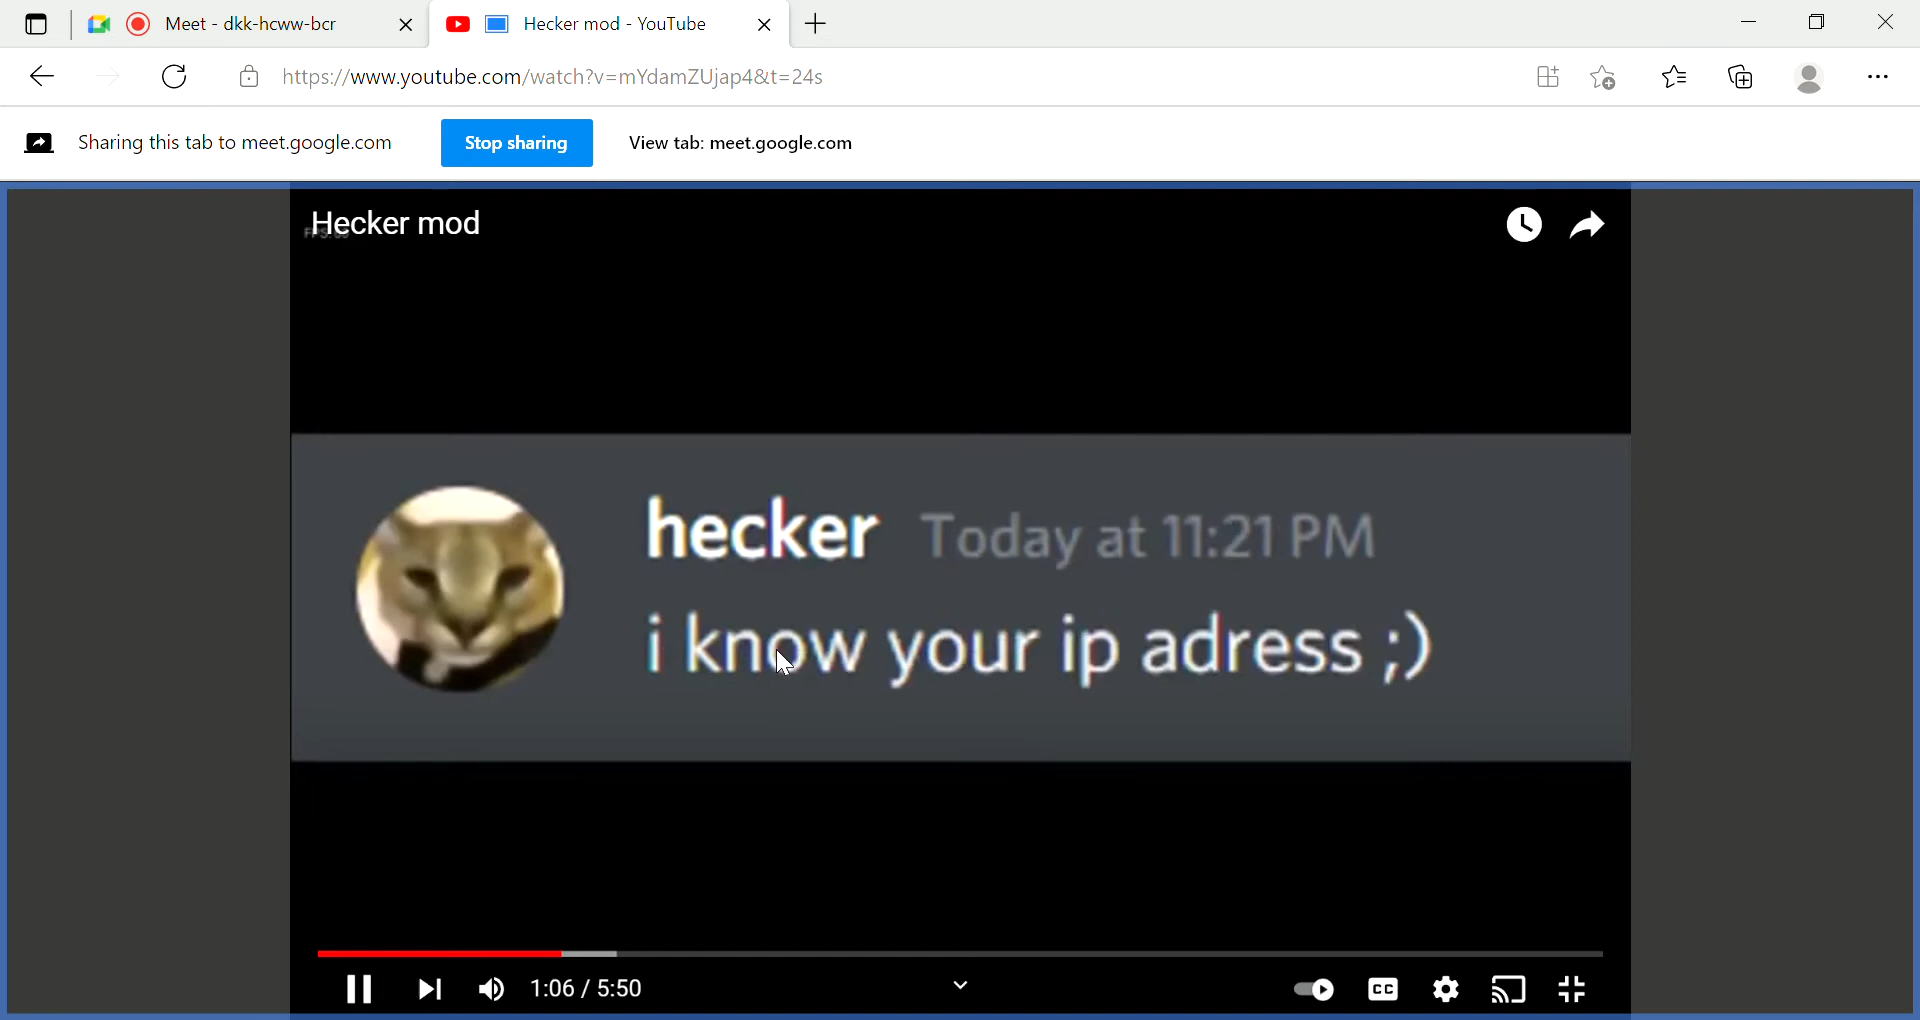 Meet - dkk-hcww-bcr
Hecker mod - YouTube
https://www.youtube.com/watch?v=mYdamZUjap4&t=24s
Sharing this tab to meet.google.com
Stop sharing
View tab: meet.google.com
Hecker mod
hecker Today at 11:21 PM
i know your ip adress ;)
1:06 / 5:50
CC